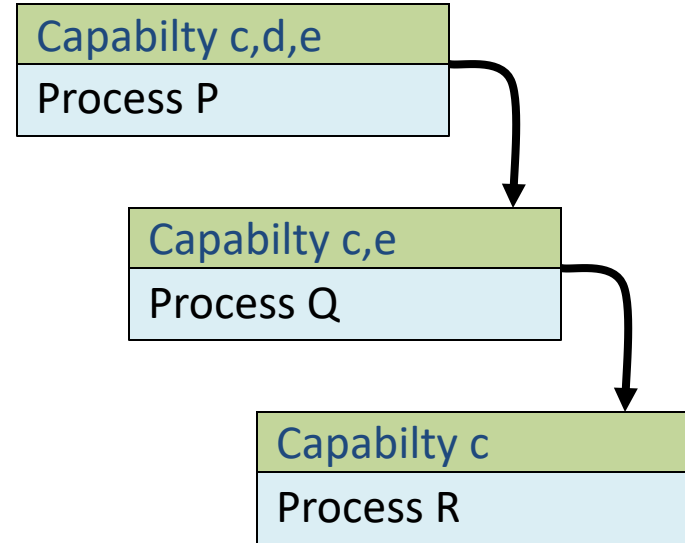 Capabilty c,d,e
Process P
Capabilty c,e
Process Q
Capabilty c
Process R